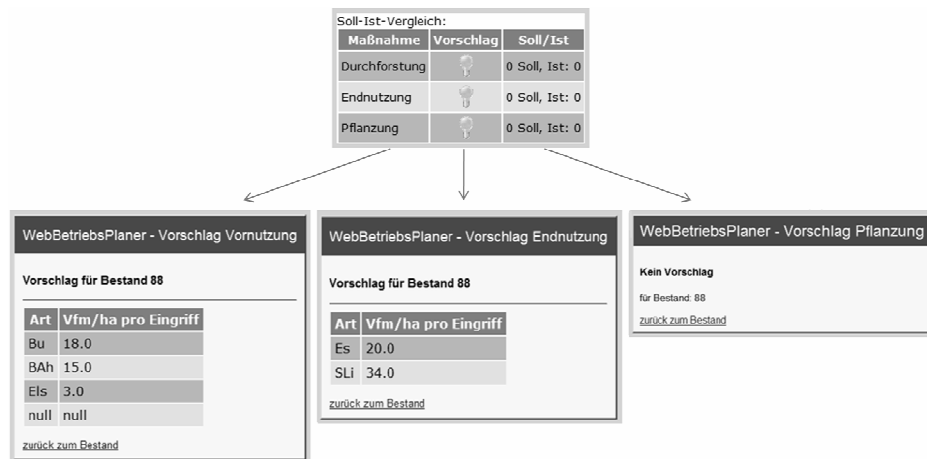 Soll-Ist-Vergleich:
Maßnahme Vorschlag Soll/Ist
Durchforstung 0 Soll, Ist: 0
Endnutzung 0 Soll, Ist: 0
Pflanzung 0 Soll, Ist: 0
WebBetriebsPlaner - Vorschlag Vornutzung
Vorschlag für Bestand 88
Art Vfm/ha pro Eingriff
Bu 18.0
BAh 15.0
Els 3.0
null null
zurück zum Bestand
WebBetriebsPlaner - Vorschlag Endnutzung
Vorschlag für Bestand 88
Art Vfm/ha pro Eingriff
Es 20.0
SLi 34.0
zurück zum Bestand
WebBetriebsPlaner - Vorschlag Pflanzung
Kein Vorschlag
für Bestand: 88
zurück zum Bestand